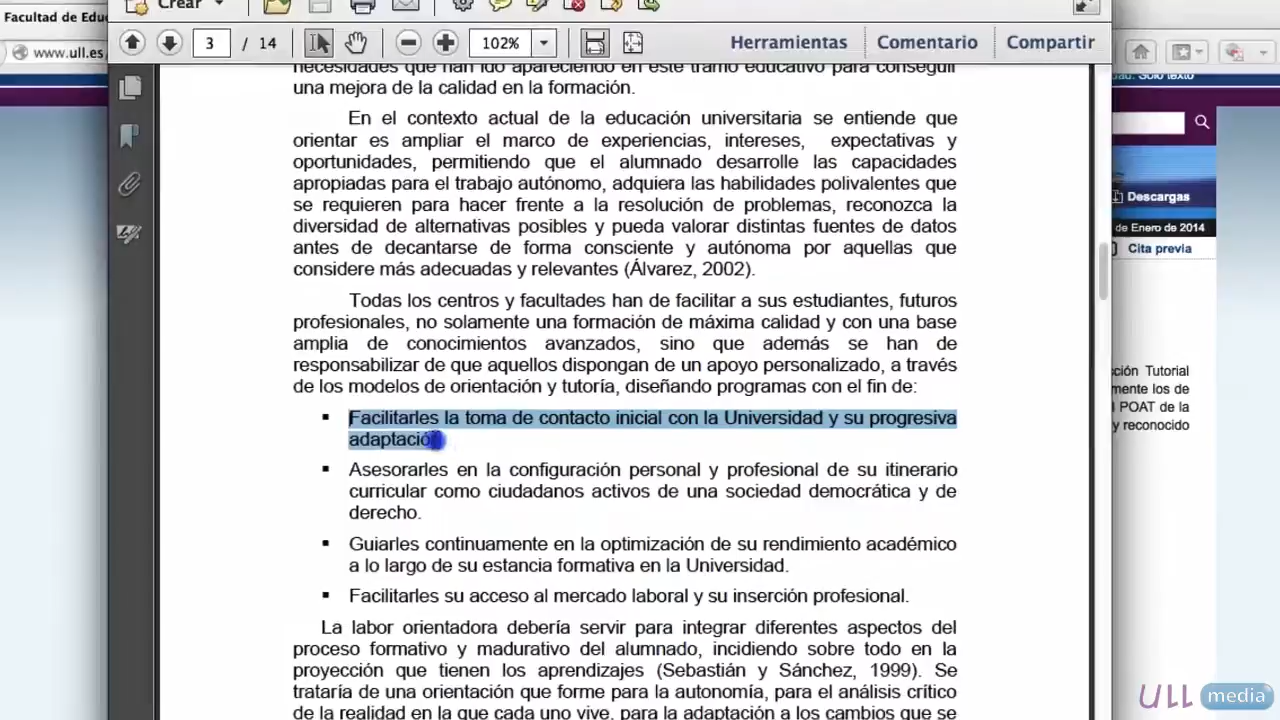 Facultad de Edu
Crear
www.ull.es
3 / 14
102%
Herramientas
Comentario
Compartir
necesidades que han ido apareciendo en este tramo educativo para conseguir
una mejora de la calidad en la formación.
En el contexto actual de la educación universitaria se entiende que
orientar es ampliar el marco de experiencias, intereses, expectativas y
oportunidades, permitiendo que el alumnado desarrolle las capacidades
apropiadas para el trabajo autónomo, adquiera las habilidades polivalentes que
se requieren para hacer frente a la resolución de problemas, reconozca la
diversidad de alternativas posibles y pueda valorar distintas fuentes de datos
antes de decantarse de forma consciente y autónoma por aquellas que
considere más adecuadas y relevantes (Álvarez, 2002).
Todas los centros y facultades han de facilitar a sus estudiantes, futuros
profesionales, no solamente una formación de máxima calidad y con una base
amplia de conocimientos avanzados, sino que además se han de
responsabilizar de que aquellos dispongan de un apoyo personalizado, a través
de los modelos de orientación y tutoría, diseñando programas con el fin de:
▪ Facilitarles la toma de contacto inicial con la Universidad y su progresiva
adaptación
▪ Asesorarles en la configuración personal y profesional de su itinerario
curricular como ciudadanos activos de una sociedad democrática y de
derecho.
▪ Guiarles continuamente en la optimización de su rendimiento académico
a lo largo de su estancia formativa en la Universidad.
▪ Facilitarles su acceso al mercado laboral y su inserción profesional.
La labor orientadora debería servir para integrar diferentes aspectos del
proceso formativo y madurativo del alumnado, incidiendo sobre todo en la
proyección que tienen los aprendizajes (Sebastián y Sánchez, 1999). Se
trataría de una orientación que forme para la autonomía, para el análisis crítico
de la realidad en la que cada uno vive, para la adaptación a los cambios que se
dad: Sólo texto
Descargas
de Enero de 2014
Cita previa
ción Tutorial
mente los de
l POAT de la
y reconocido
ULL media